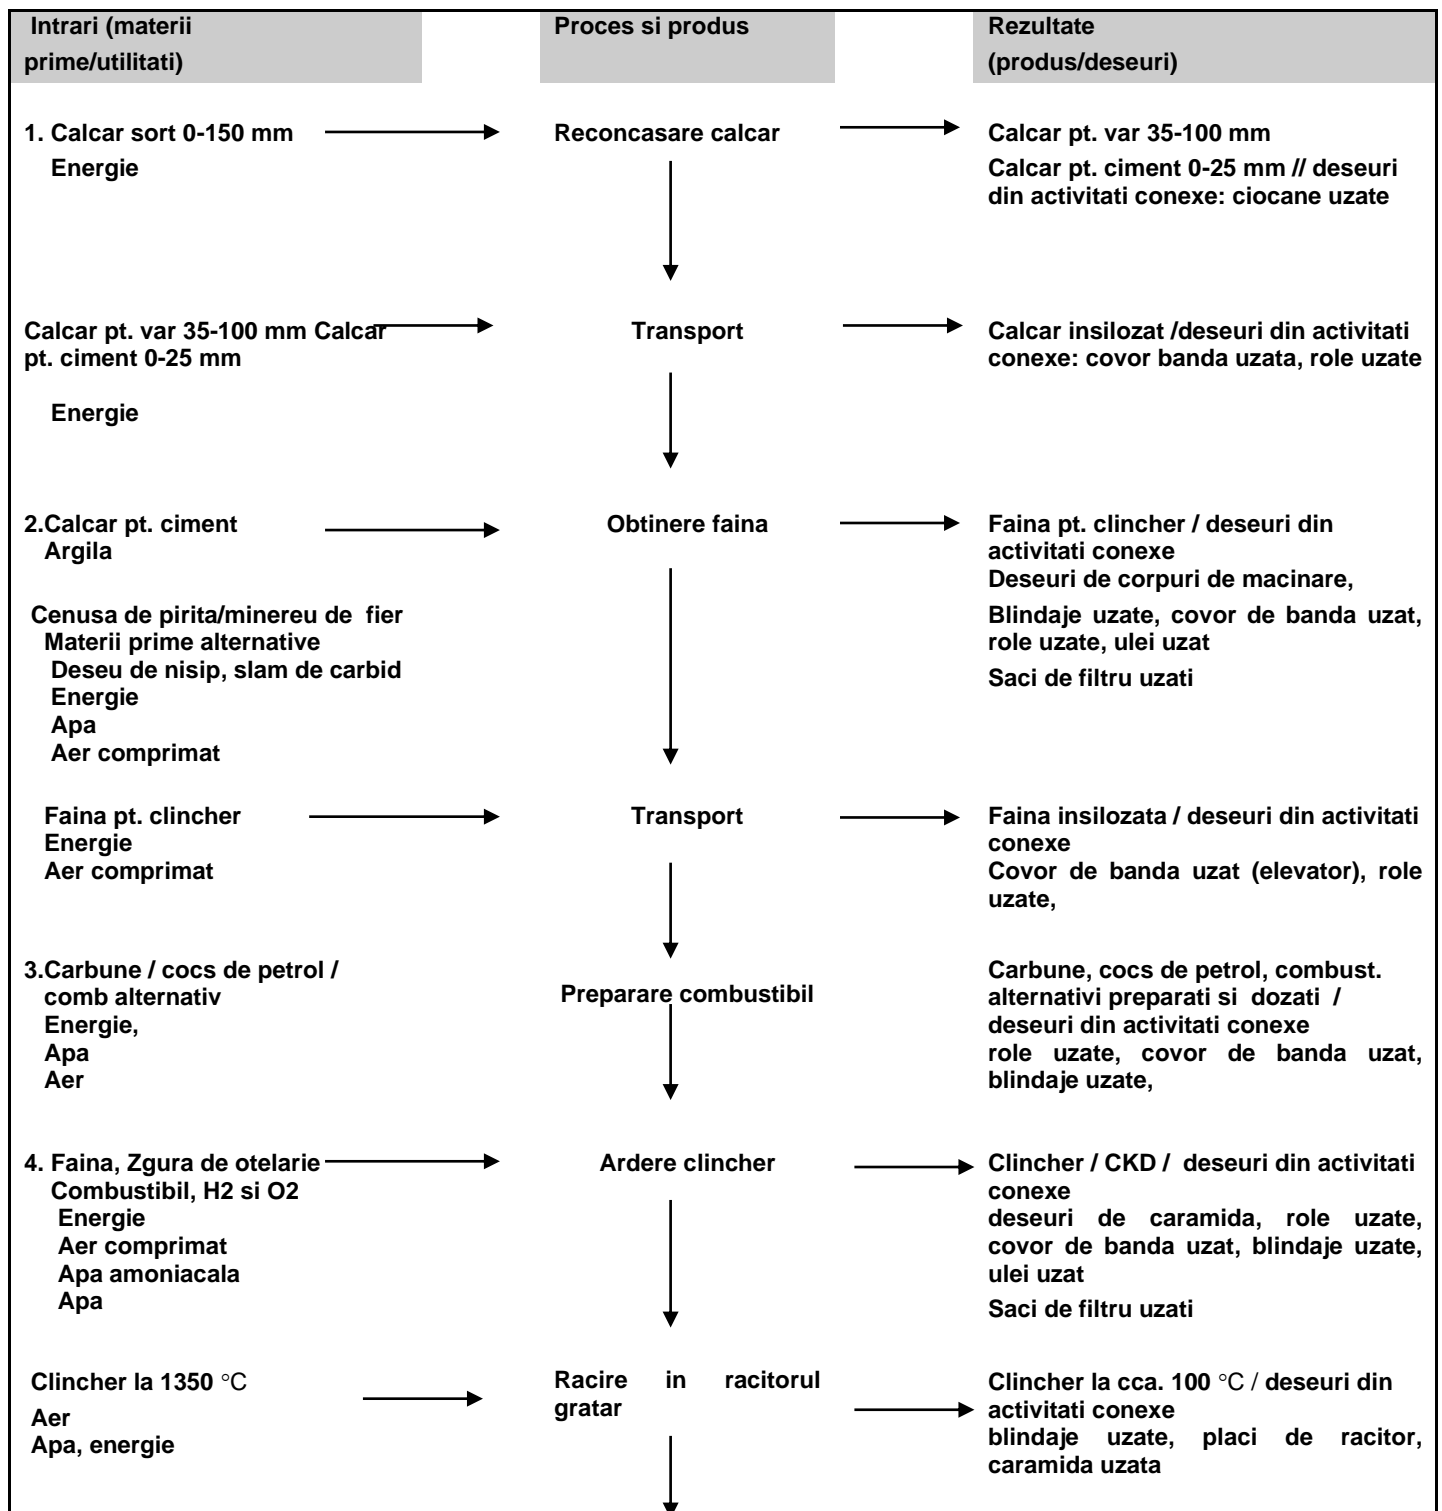 Intrari (materii
prime/utilitati)
Proces si produs
Rezultate
(produs/deseuri)
1. Calcar sort 0-150 mm
Energie
Reconcasare calcar
Calcar pt. var 35-100 mm
Calcar pt. ciment 0-25 mm // deseuri
din activitati conexe: ciocane uzate
Calcar pt. var 35-100 mm Calcar
pt. ciment 0-25 mm
Energie
Transport
Calcar insilozat /deseuri din activitati
conexe: covor banda uzata, role uzate
2.Calcar pt. ciment
Argila
Cenusa de pirita/minereu de fier
Materii prime alternative
Deseu de nisip, slam de carbid
Energie
Apa
Aer comprimat
Obtinere faina
Faina pt. clincher / deseuri din
activitati conexe
Deseuri de corpuri de macinare,
Blindaje uzate, covor de banda uzat,
role uzate, ulei uzat
Saci de filtru uzati
Faina pt. clincher
Energie
Aer comprimat
Transport
Faina insilozata / deseuri din activitati
conexe
Covor de banda uzat (elevator), role
uzate,
3.Carbune / cocs de petrol /
comb alternativ
Energie,
Apa
Aer
Preparare combustibil
Carbune, cocs de petrol, combust.
alternativi preparati si dozati /
deseuri din activitati conexe
role uzate, covor de banda uzat,
blindaje uzate,
4. Faina, Zgura de otelarie
Combustibil, H2 si O2
Energie
Aer comprimat
Apa amoniacala
Apa
Ardere clincher
Clincher / CKD / deseuri din activitati
conexe
deseuri de caramida, role uzate,
covor de banda uzat, blindaje uzate,
ulei uzat
Saci de filtru uzati
Clincher la 1350 °C
Aer
Apa, energie
Racire in racitorul
gratar
Clincher la cca. 100 °C / deseuri din
activitati conexe
blindaje uzate, placi de racitor,
caramida uzata